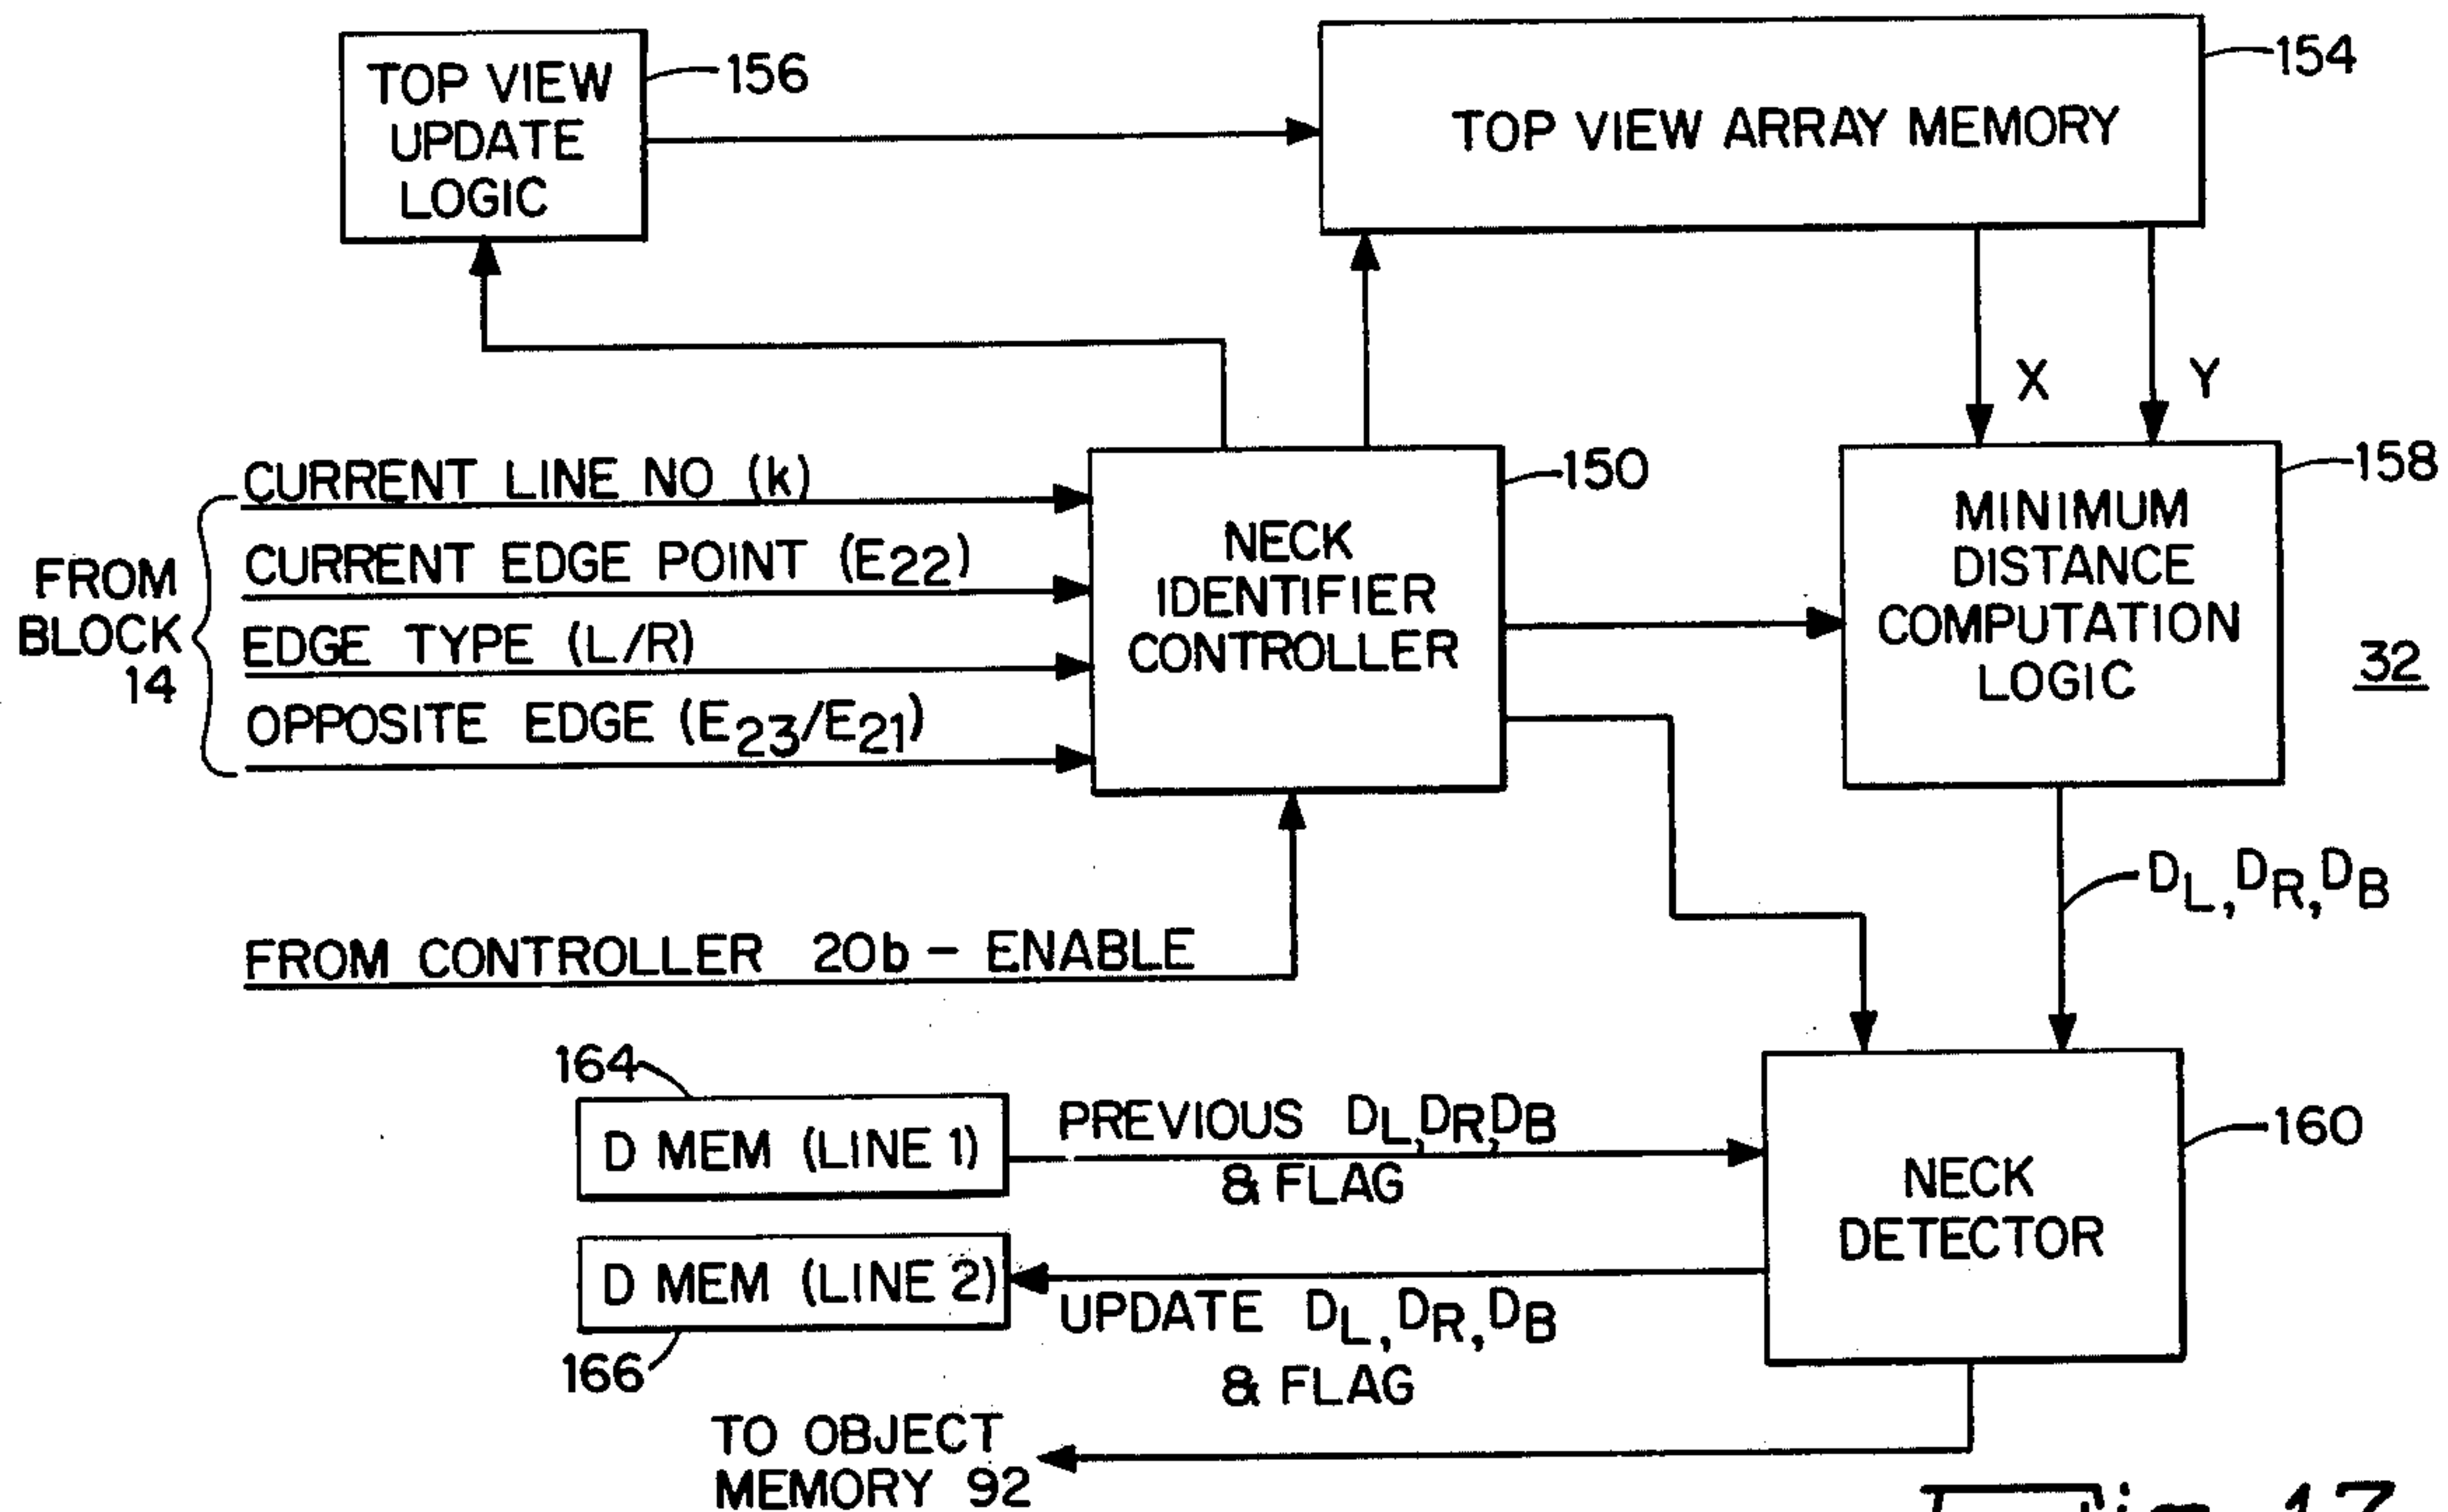 TOP VIEW
UPDATE
LOGIC
156
TOP VIEW ARRAY MEMORY
154
X
Y
FROM
BLOCK
14
CURRENT LINE NO (k)
CURRENT EDGE POINT (E22)
EDGE TYPE (L/R)
OPPOSITE EDGE (E23/E21)
NECK
IDENTIFIER
CONTROLLER
150
MINIMUM
DISTANCE
COMPUTATION
LOGIC
158
32
DL, DR, DB
FROM CONTROLLER 20b - ENABLE
164
D MEM (LINE 1)
PREVIOUS DL, DR, DB
& FLAG
D MEM (LINE 2)
166
UPDATE DL, DR, DB
& FLAG
NECK
DETECTOR
160
TO OBJECT
MEMORY 92
Fig. 17